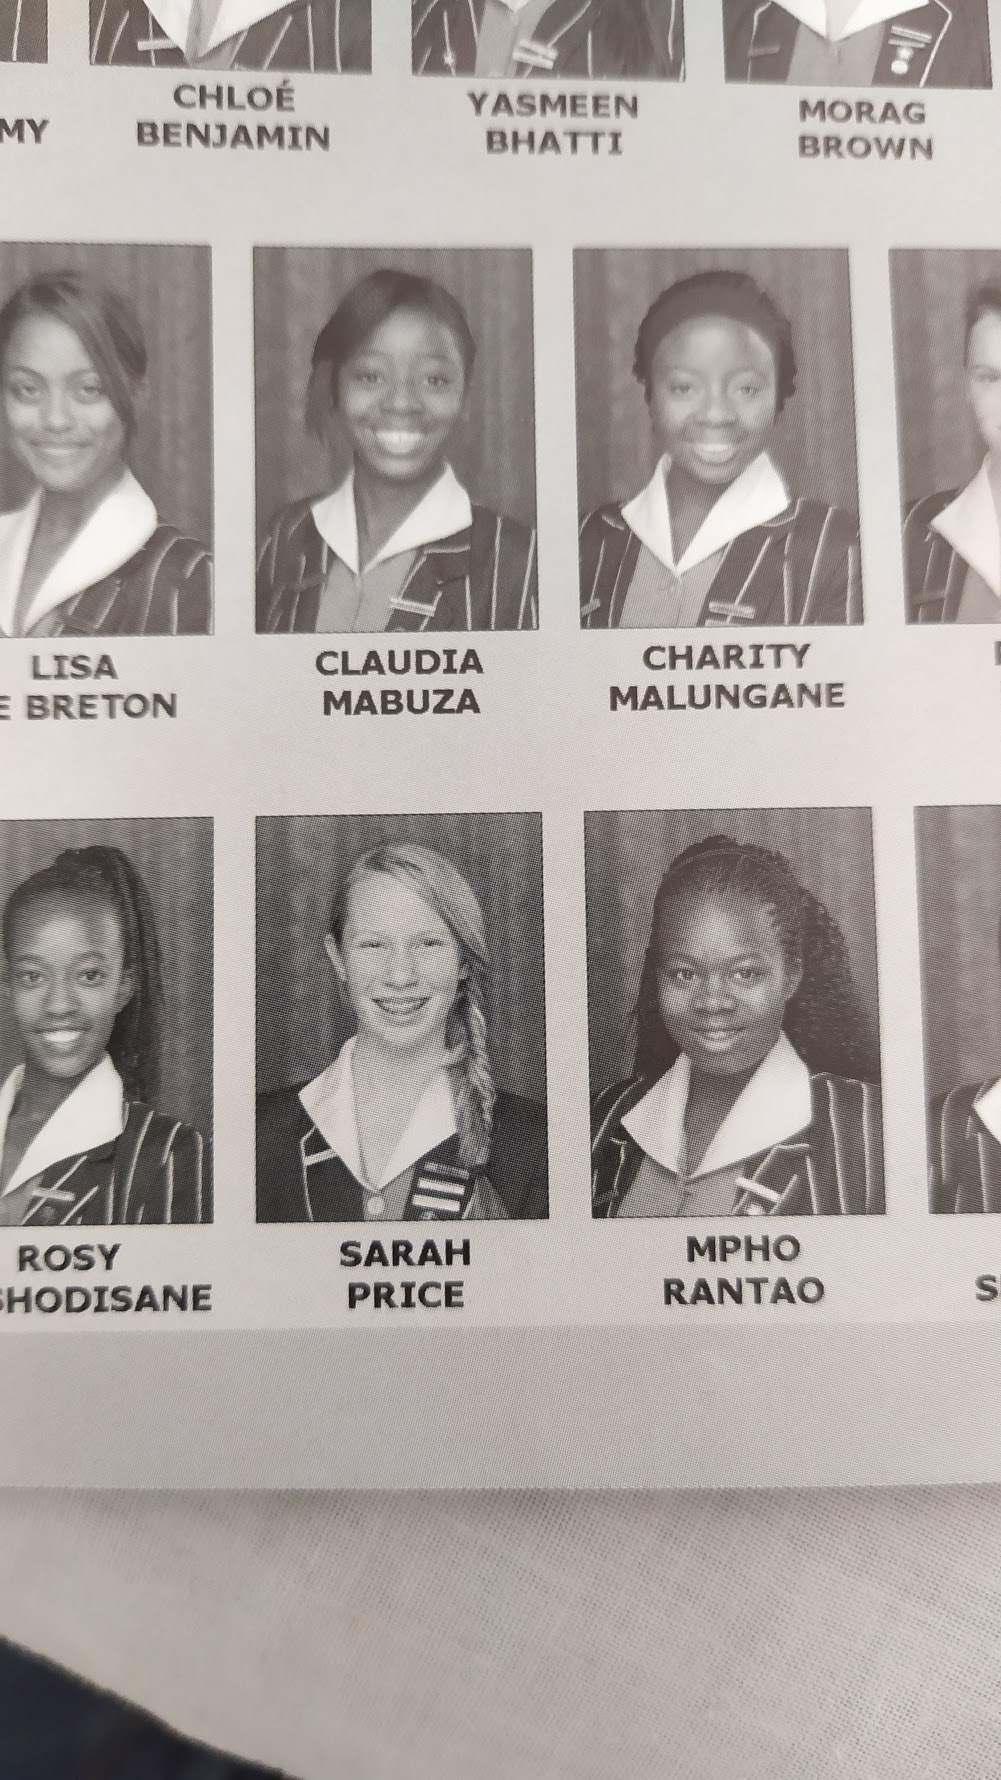 MY
CHLOÉ
BENJAMIN
YASMEEN
BHATTI
MORAG
BROWN
LISA
E BRETON
CLAUDIA
MABUZA
CHARITY
MALUNGANE
ROSY
SHODISANE
SARAH
PRICE
MPHO
RANTAO
S